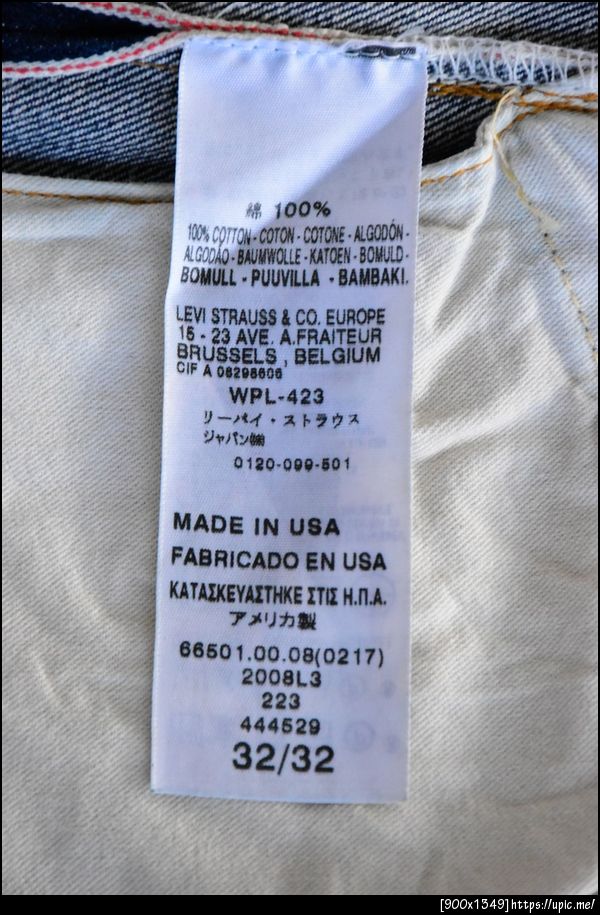 綿 100%
100% COTTON - COTON - COTONE - ALGODÓN -
ALGODÃO - BAUMWOLLE - KATOEN - BOMULD -
BOMULL - PUUVILLA - BAMBAKI.
LEVI STRAUSS & CO. EUROPE
15 - 23 AVE. A.FRAITEUR
BRUSSELS , BELGIUM
CIF A 08298606
WPL-423
リーバイ・ストラウス
ジャパン㈱
0120-099-501
MADE IN USA
FABRICADO EN USA
ΚΑΤΑΣΚΕΥΑΣΤΗΚΕ ΣΤΙΣ Η.Π.Α.
アメリカ製
66501.00.08(0217)
2008L3
223
444529
32/32
[900x1349]https://upic.me/